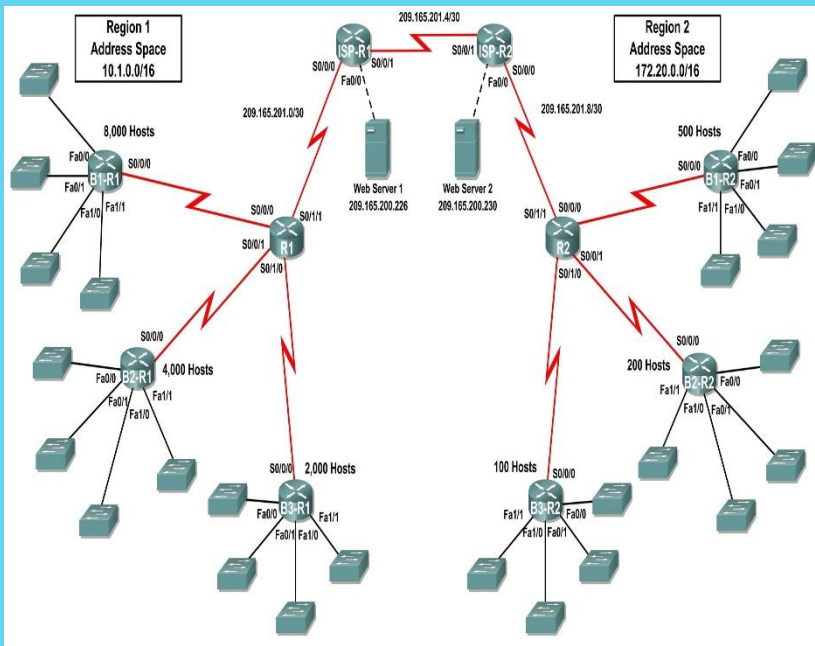 Region 1
Address Space
10.1.0.0/16
209.165.201.4/30
Region 2
Address Space
172.20.0.0/16
ISP-R1
S0/0/0
S0/0/1
Fa0/0
ISP-R2
S0/0/1
S0/0/0
Fa0/0
209.165.201.0/30
209.165.201.8/30
Web Server 1
209.165.200.226
Web Server 2
209.165.200.230
8,000 Hosts
Fa0/0
S0/0/0
B1-R1
Fa0/1
Fa1/0
Fa1/1
500 Hosts
Fa0/0
S0/0/0
B1-R2
Fa0/1
Fa1/1
Fa1/0
S0/0/0
S0/1/1
R1
S0/0/1
S0/1/0
S0/0/0
S0/1/1
R2
S0/0/1
S0/1/0
S0/0/0
B2-R1
4,000 Hosts
Fa0/0
Fa0/1
Fa1/0
Fa1/1
S0/0/0
200 Hosts
B2-R2
Fa0/0
Fa1/1
Fa1/0
Fa0/1
2,000 Hosts
S0/0/0
B3-R1
Fa0/0
Fa1/1
Fa0/1
Fa1/0
100 Hosts
S0/0/0
B3-R2
Fa1/1
Fa0/0
Fa1/0
Fa0/1